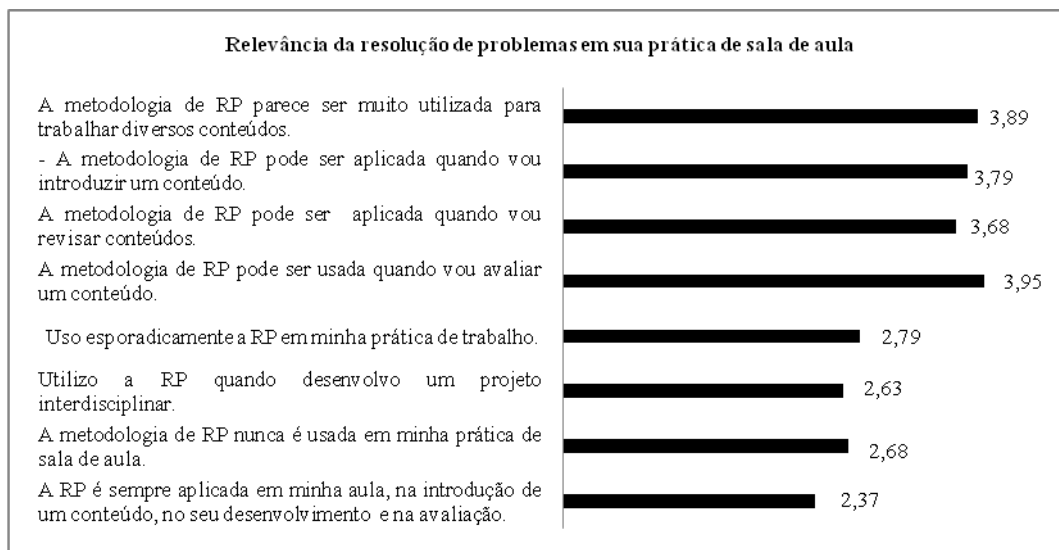 Relevância da resolução de problemas em sua prática de sala de aula
A metodologia de RP parece ser muito utilizada para
trabalhar diversos conteúdos.
3,89
- A metodologia de RP pode ser aplicada quando vou
introduzir um conteúdo.
3,79
A metodologia de RP pode ser aplicada quando vou
revisar conteúdos.
3,68
A metodologia de RP pode ser usada quando vou avaliar
um conteúdo.
3,95
Uso esporadicamente a RP em minha prática de trabalho.
2,79
Utilizo a RP quando desenvolvo um projeto
interdisciplinar.
2,63
A metodologia de RP nunca é usada em minha prática de
sala de aula.
2,68
A RP é sempre aplicada em minha aula, na introdução de
um conteúdo, no seu desenvolvimento e na avaliação.
2,37